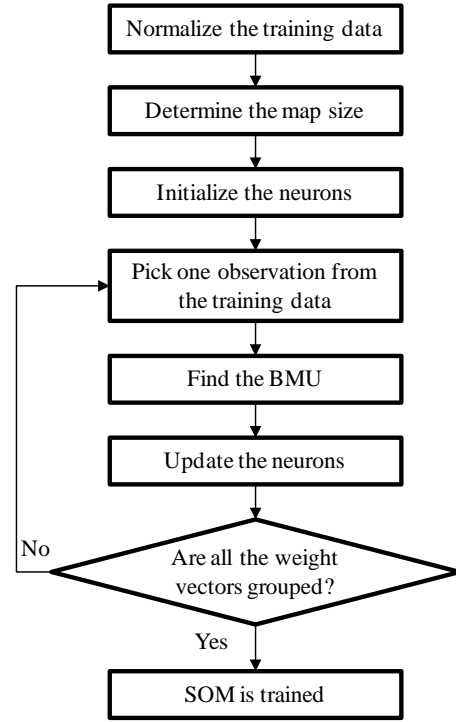 Normalize the training data
Determine the map size
Initialize the neurons
Pick one observation from
the training data
Find the BMU
Update the neurons
No
Are all the weight
vectors grouped?
Yes
SOM is trained